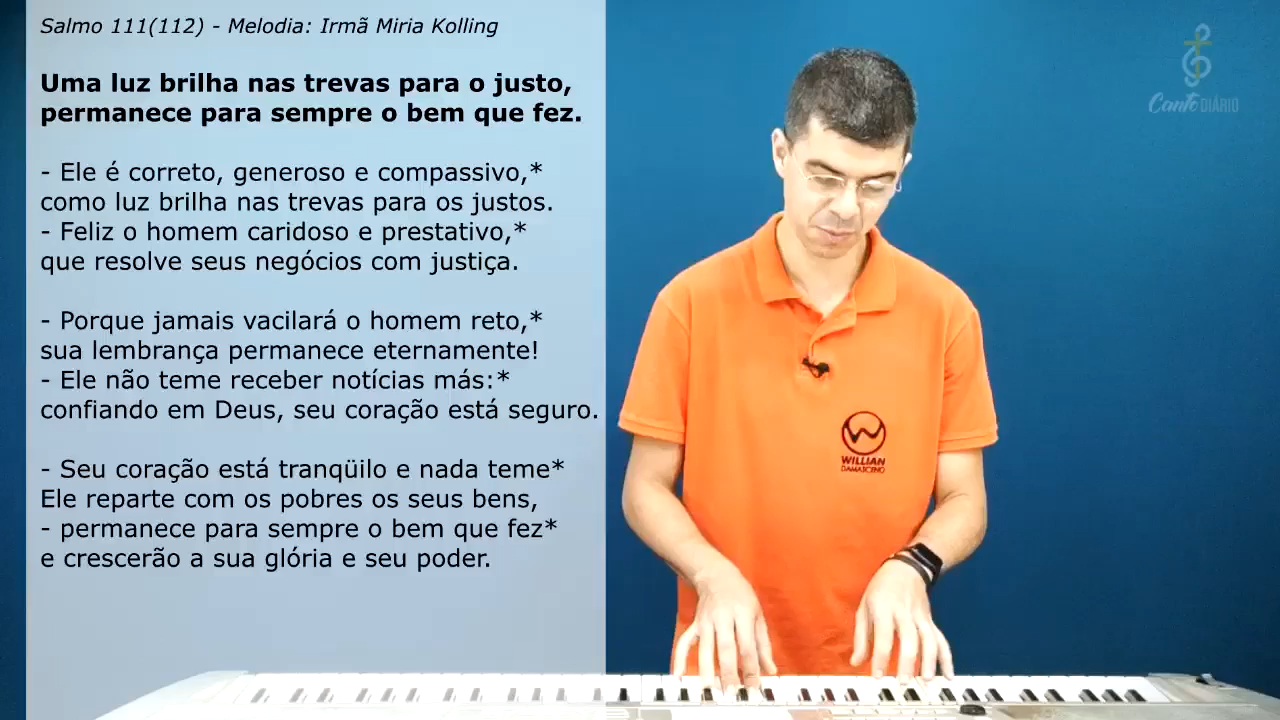 Salmo 111(112) - Melodia: Irmã Miria Kolling
Uma luz brilha nas trevas para o justo,
permanece para sempre o bem que fez.
- Ele é correto, generoso e compassivo,*
como luz brilha nas trevas para os justos.
- Feliz o homem caridoso e prestativo,*
que resolve seus negócios com justiça.
- Porque jamais vacilará o homem reto,*
sua lembrança permanece eternamente!
- Ele não teme receber notícias más:*
confiando em Deus, seu coração está seguro.
- Seu coração está tranqüilo e nada teme*
Ele reparte com os pobres os seus bens,
- permanece para sempre o bem que fez*
e crescerão a sua glória e seu poder.
Canto DIÁRIO
WILLIAN
DAMASCENO